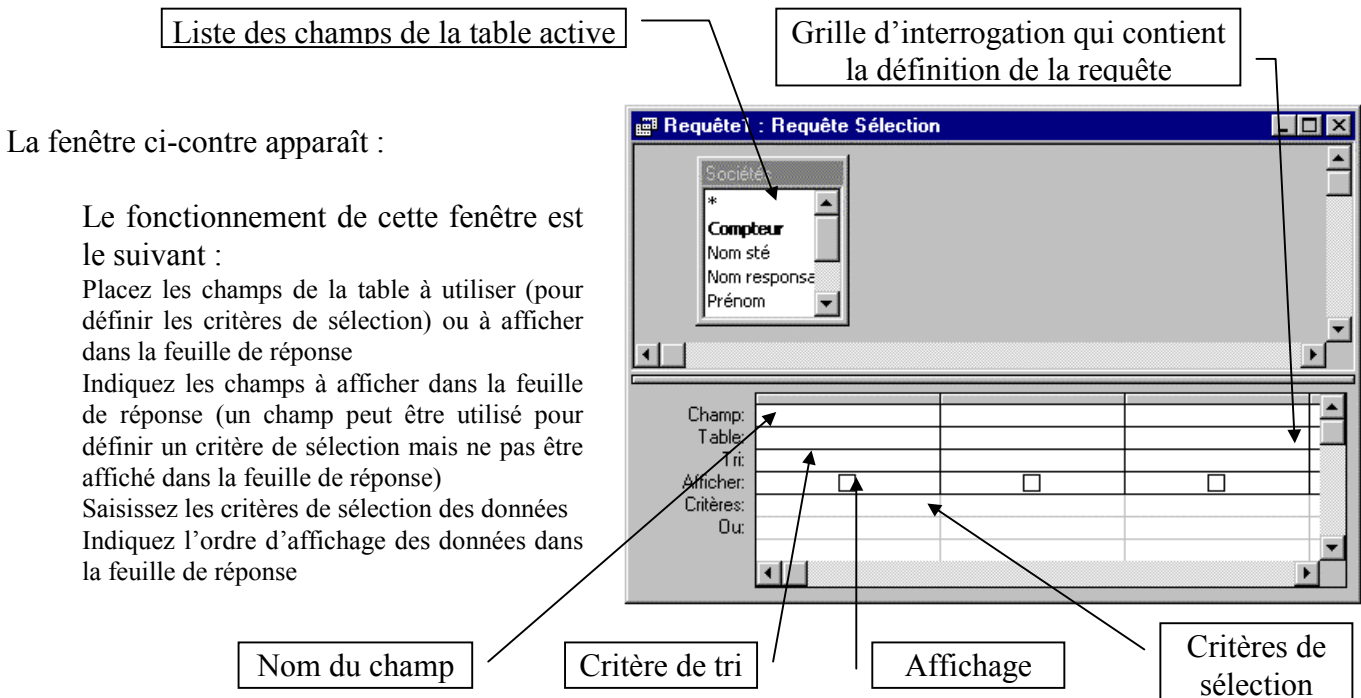 Liste des champs de la table active
Grille d’interrogation qui contient
la définition de la requête
La fenêtre ci-contre apparaît :
Le fonctionnement de cette fenêtre est
le suivant :
Placez les champs de la table à utiliser (pour
définir les critères de sélection) ou à afficher
dans la feuille de réponse
Indiquez les champs à afficher dans la feuille
de réponse (un champ peut être utilisé pour
définir un critère de sélection mais ne pas être
affiché dans la feuille de réponse)
Saisissez les critères de sélection des données
Indiquez l’ordre d’affichage des données dans
la feuille de réponse
Requête1 : Requête Sélection
Sociétés
*
Compteur
Nom sté
Nom responsa
Prénom
Champ:
Table:
Tri:
Afficher:
Critères:
Ou:
Nom du champ
Critère de tri
Affichage
Critères de
sélection